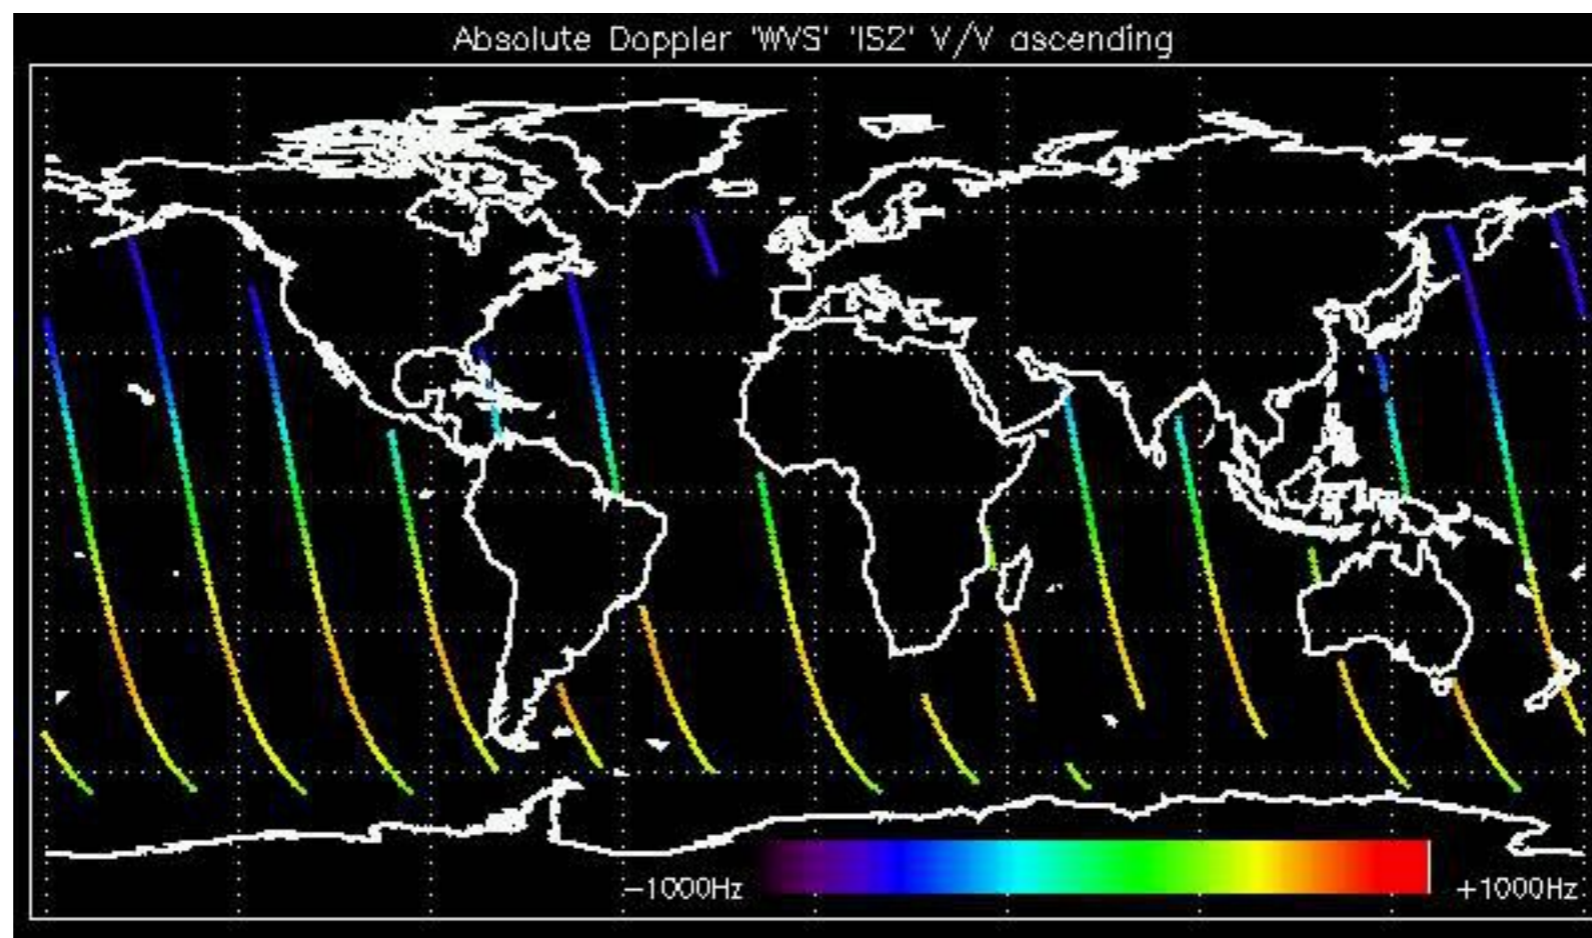 Absolute Doppler 'WVS' 'IS2' V/V ascending
-1000Hz +1000Hz